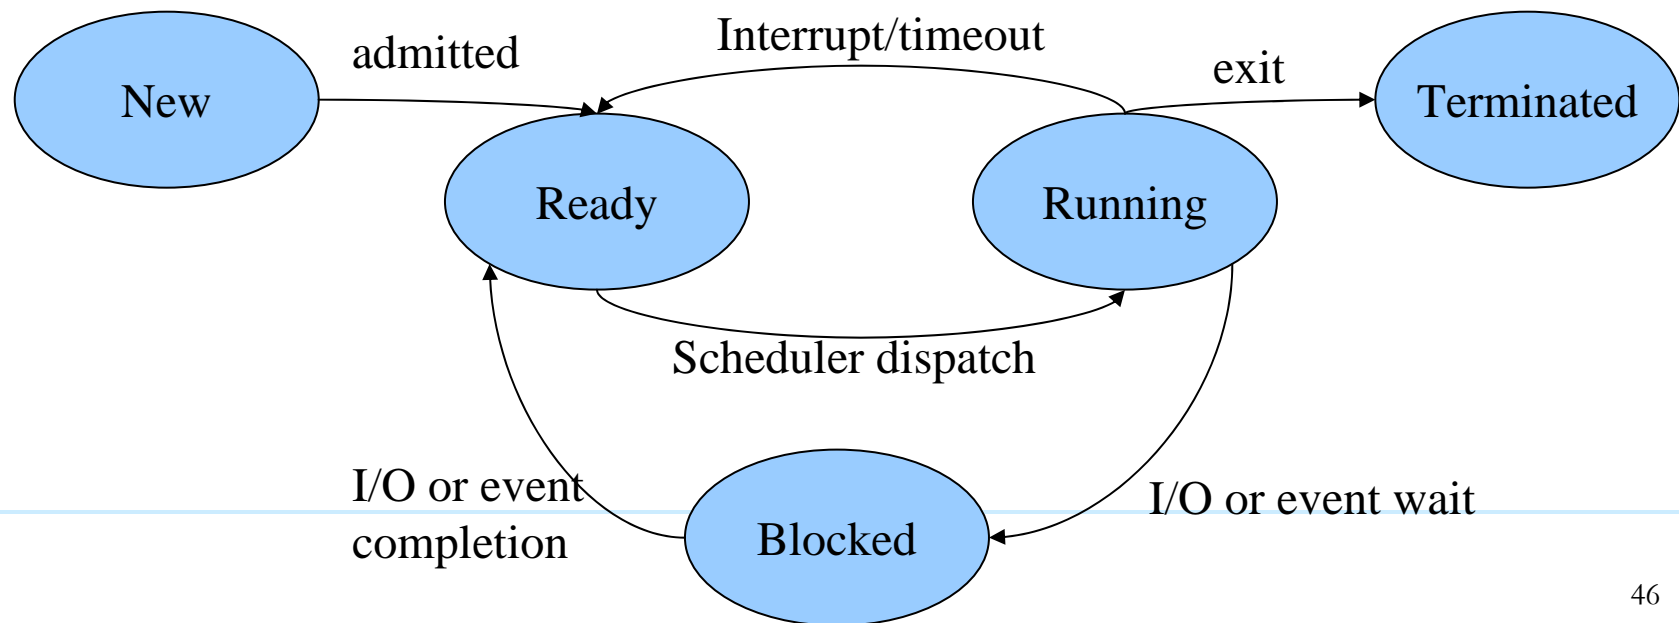 New
admitted
Interrupt/timeout
exit
Terminated
Ready
Running
Scheduler dispatch
I/O or event
completion
Blocked
I/O or event wait
46